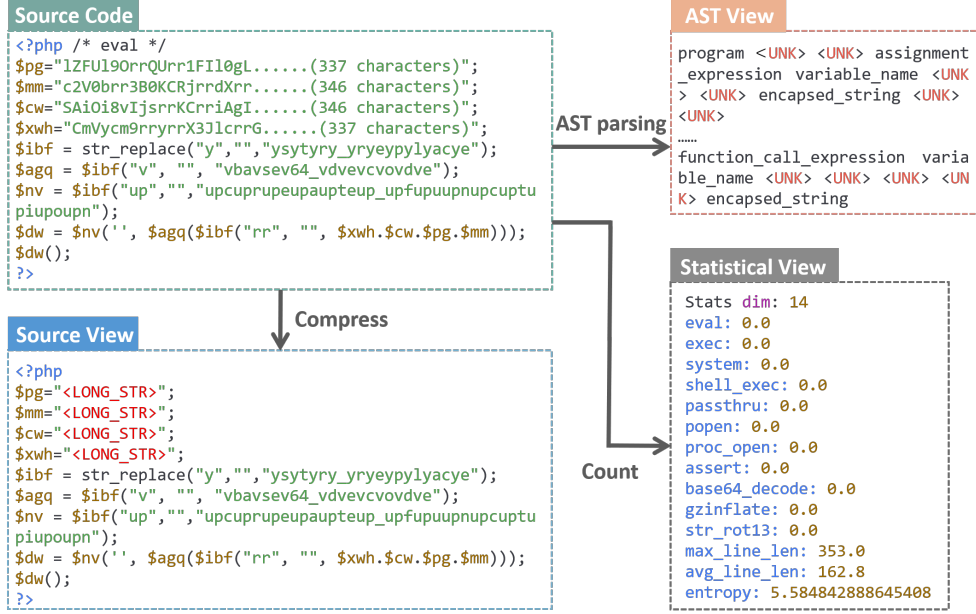 Source Code
<?php /* eval */
$pg="lZFUl9OrrQUrr1FIl0gL......(337 characters)";
$mm="c2V0brr3B0KCRjrrdXrr......(346 characters)";
$cw="SAiOi8vIjsrrKCrriAgI......(346 characters)";
$xwh="CmVycm9rryrrX3JlcrrG......(337 characters)";
$ibf = str_replace("y","","ysytyry_yryeypylyacye");
$agq = $ibf("v", "", "vbavsev64_vdvevcvovdve");
$nv = $ibf("up","","upcuprupeupaupteup_upfupuupnupcuptu
piupoupn");
$dw = $nv('', $agq($ibf("rr", "", $xwh.$cw.$pg.$mm)));
$dw();
?>
AST parsing
AST View
program <UNK> <UNK> assignment
_expression variable_name <UNK
> <UNK> encapsed_string <UNK>
<UNK>
……
function_call_expression varia
ble_name <UNK> <UNK> <UNK> <UN
K> encapsed_string
Compress
Count
Source View
<?php
$pg="<LONG_STR>";
$mm="<LONG_STR>";
$cw="<LONG_STR>";
$xwh="<LONG_STR>";
$ibf = str_replace("y","","ysytyry_yryeypylyacye");
$agq = $ibf("v", "", "vbavsev64_vdvevcvovdve");
$nv = $ibf("up","","upcuprupeupaupteup_upfupuupnupcuptu
piupoupn");
$dw = $nv('', $agq($ibf("rr", "", $xwh.$cw.$pg.$mm)));
$dw();
?>
Statistical View
Stats dim: 14
eval: 0.0
exec: 0.0
system: 0.0
shell_exec: 0.0
passthru: 0.0
popen: 0.0
proc_open: 0.0
assert: 0.0
base64_decode: 0.0
gzinflate: 0.0
str_rot13: 0.0
max_line_len: 353.0
avg_line_len: 162.8
entropy: 5.584842888645408